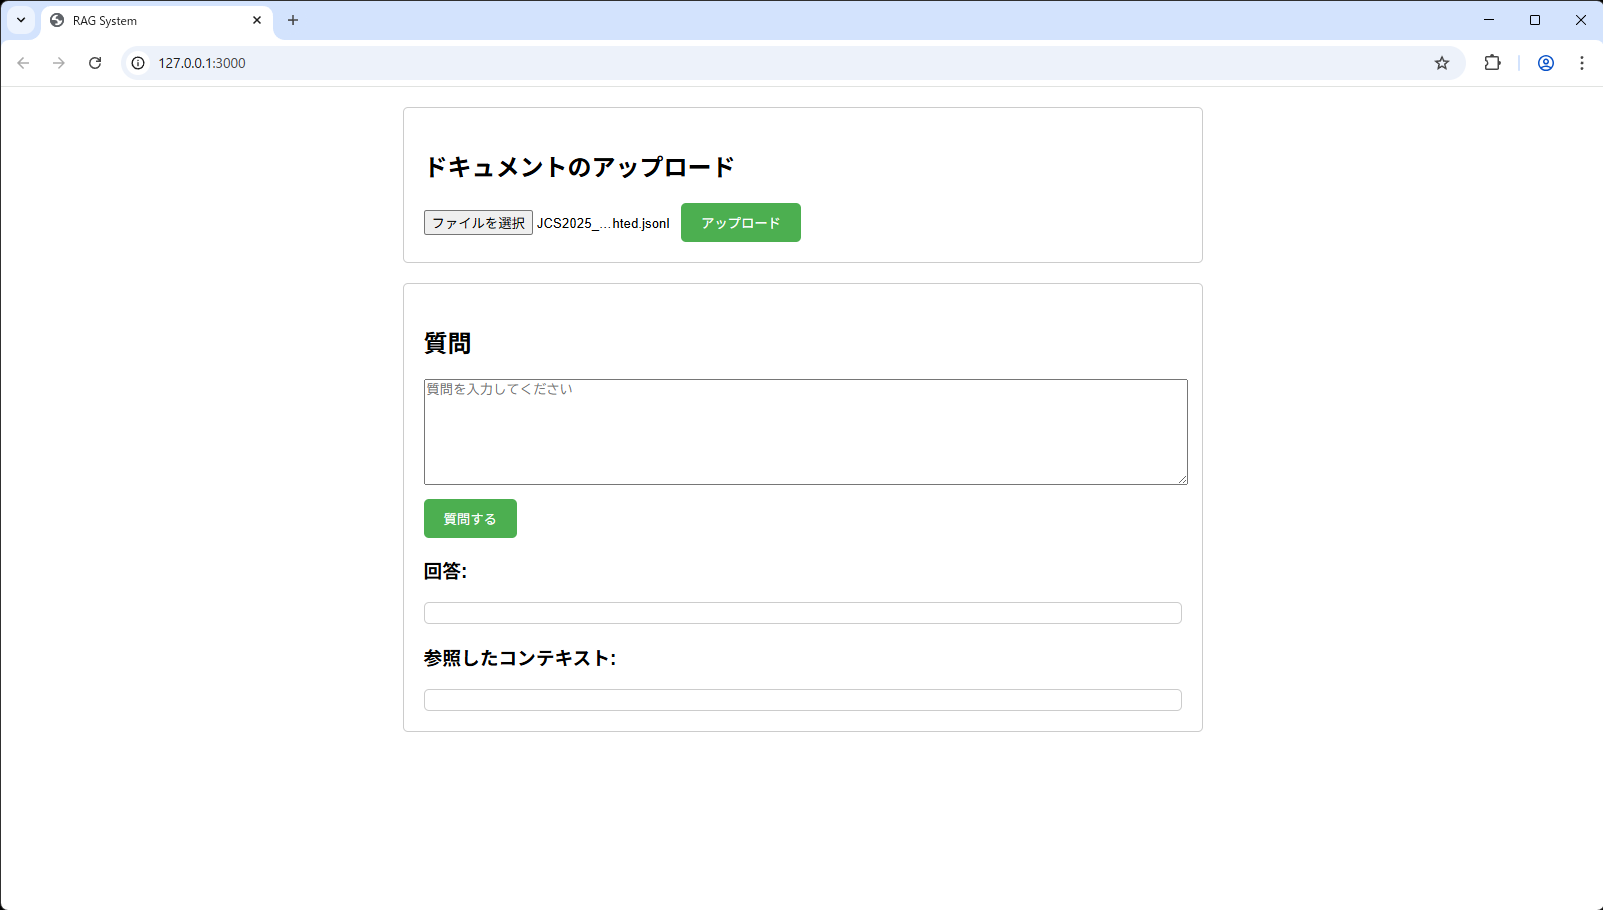 RAG System
127.0.0.1:3000
ドキュメントのアップロード
ファイルを選択 JCS2025_...hted.jsonl アップロード
質問
質問を入力してください
質問する
回答:
参照したコンテキスト: